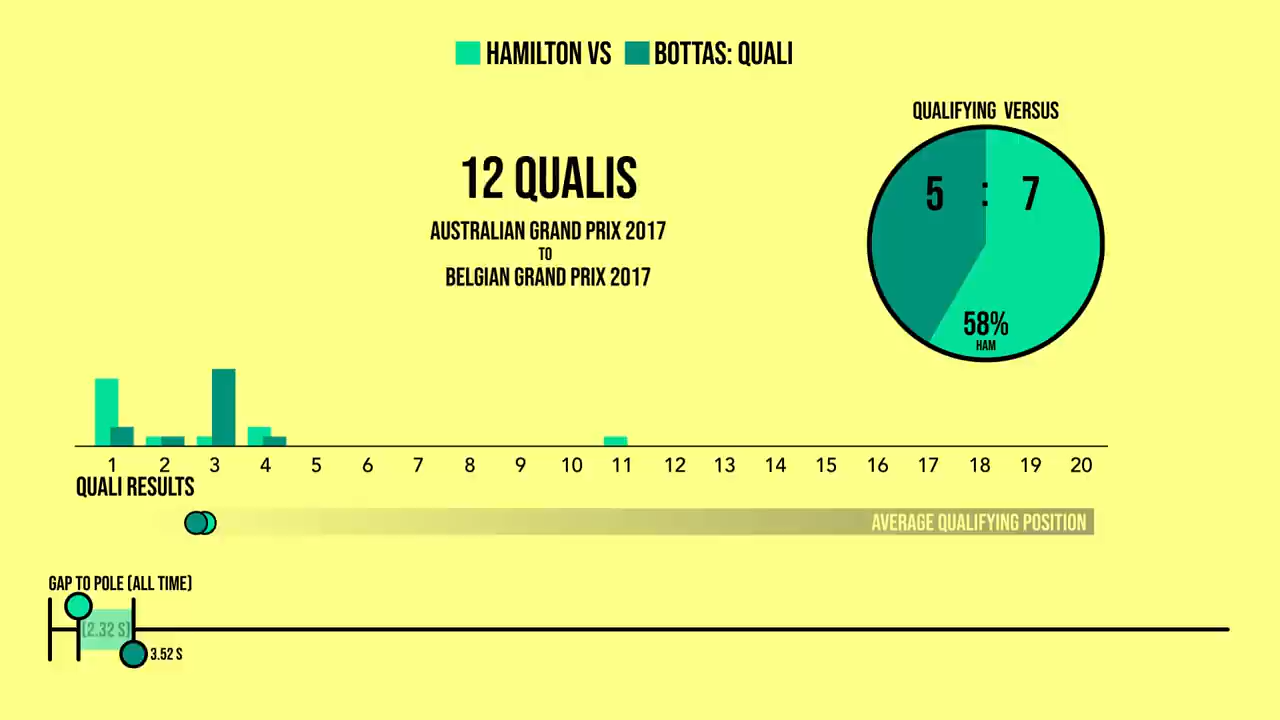 HAMILTON VS BOTTAS: QUALI
QUALIFYING VERSUS
12 QUALIS
AUSTRALIAN GRAND PRIX 2017
TO
BELGIAN GRAND PRIX 2017
5 : 7
58%
HAM
1 2 3 4 5 6 7 8 9 10 11 12 13 14 15 16 17 18 19 20
QUALI RESULTS
AVERAGE QUALIFYING POSITION
GAP TO POLE (ALL TIME)
(2.32 S)
3.52 S